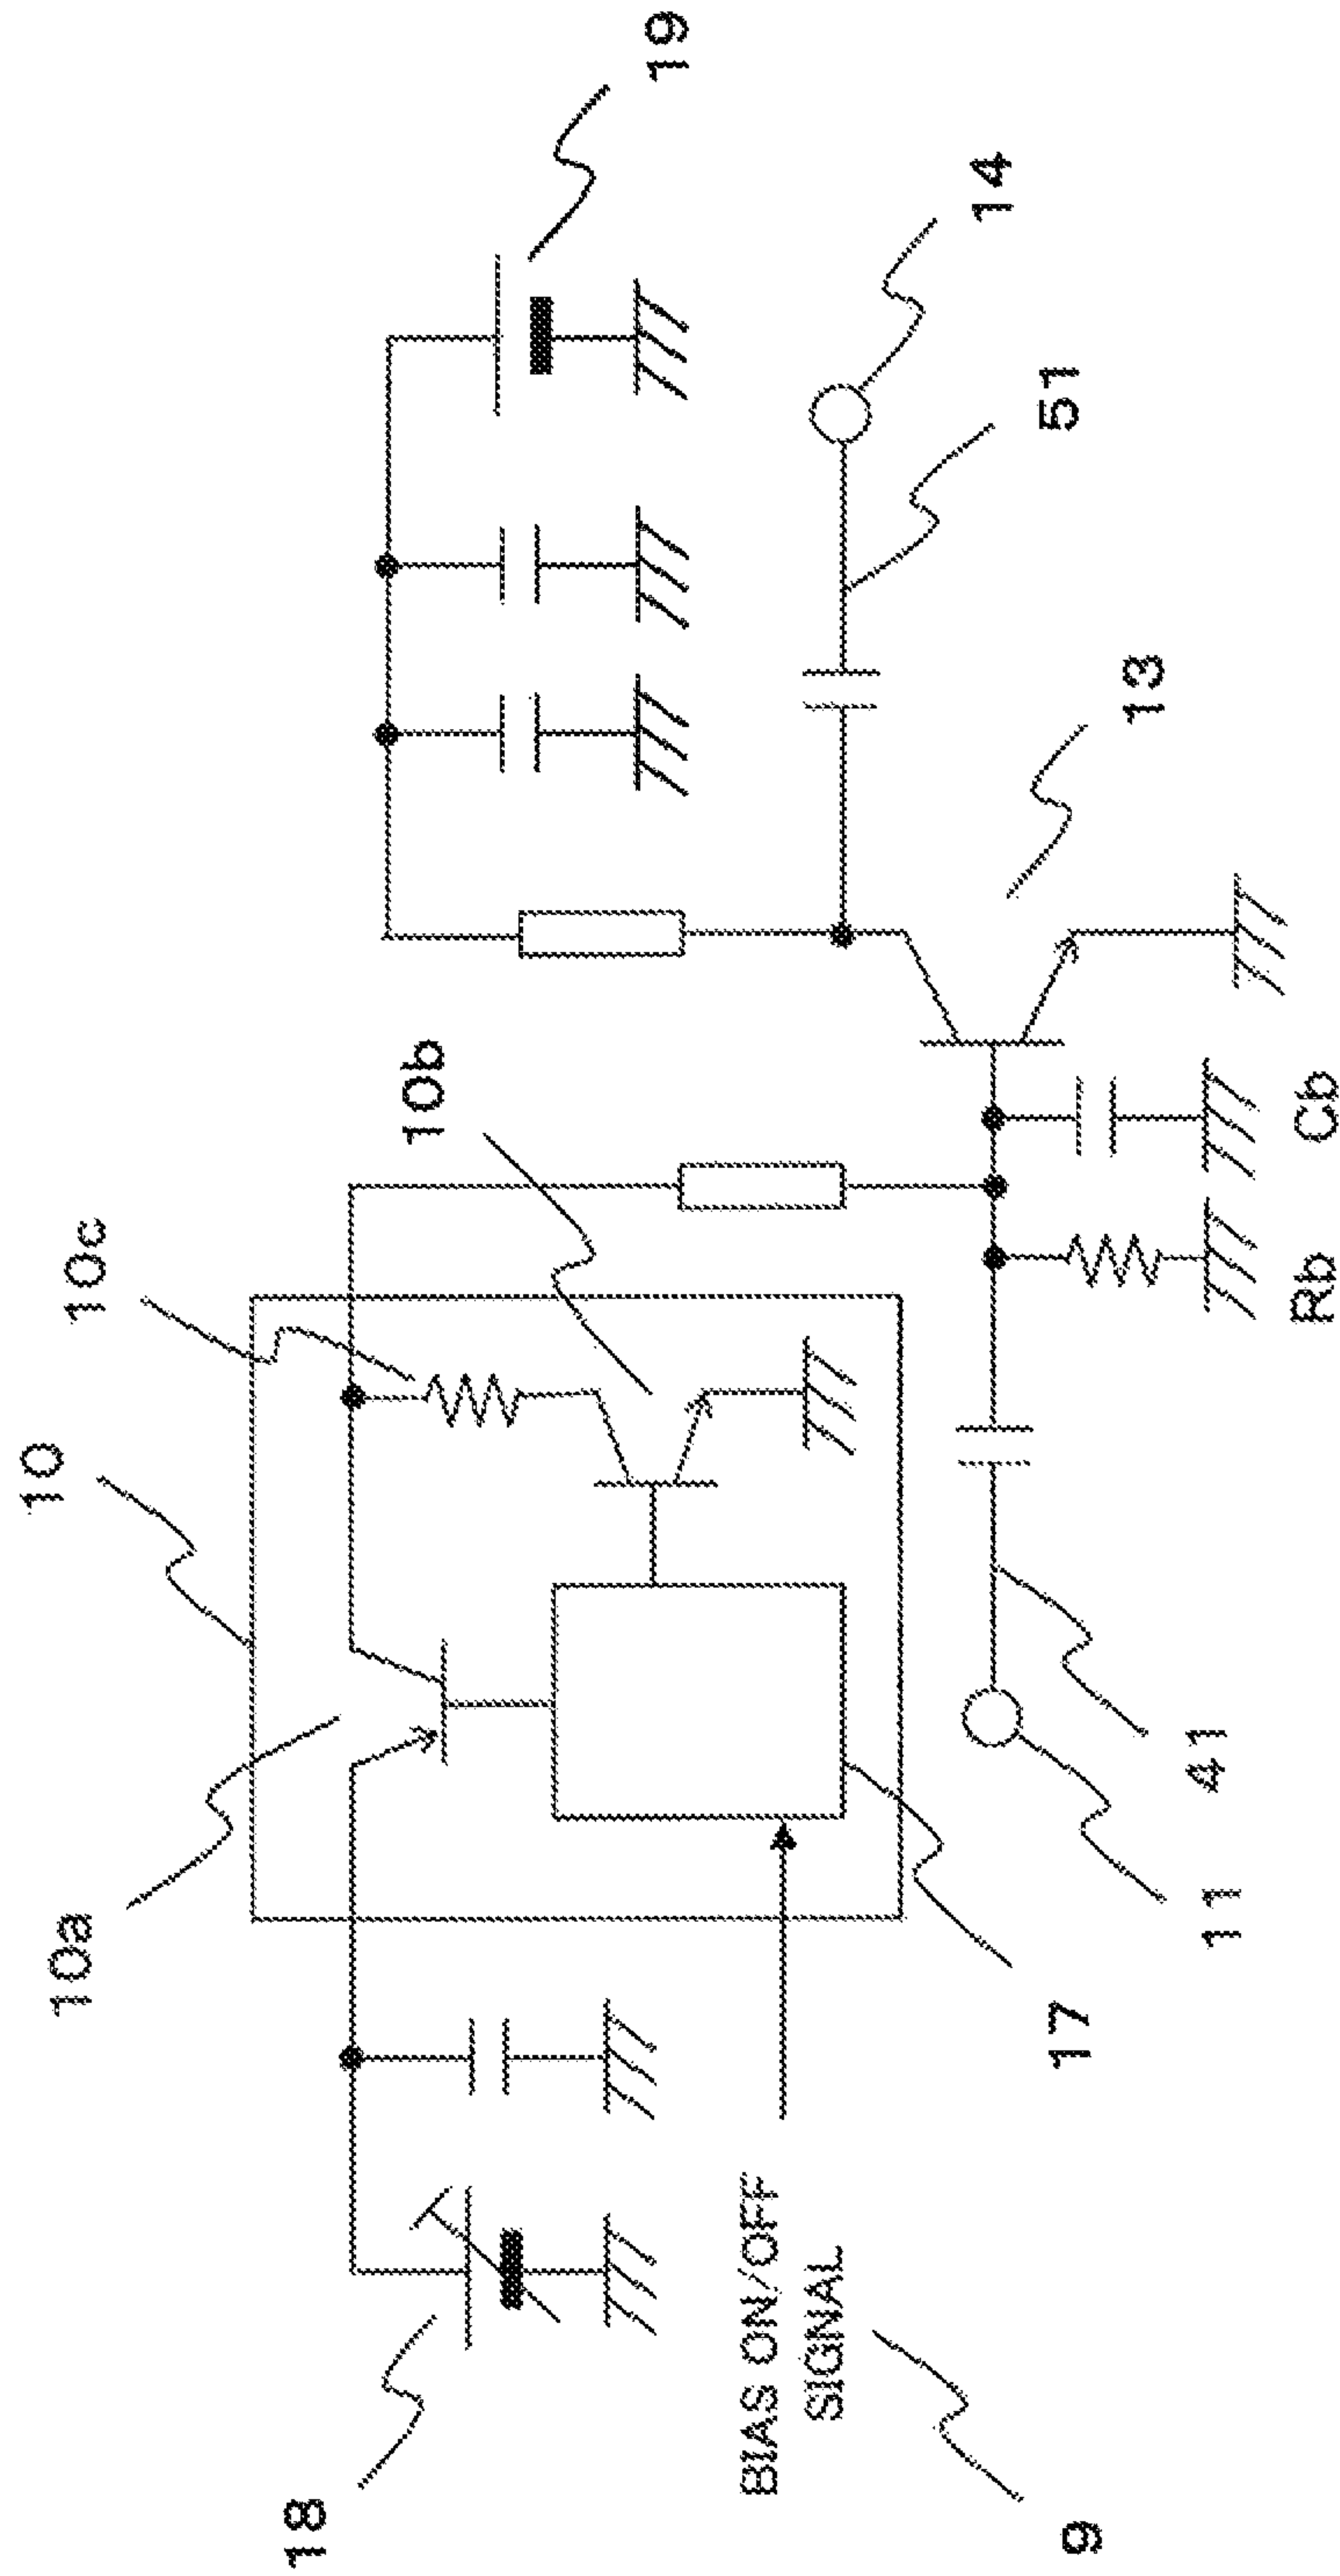 10
10a
10c
10b
19
14
51
13
18
BIAS ON/OFF
SIGNAL
9
17
11
41
Rb
Cb